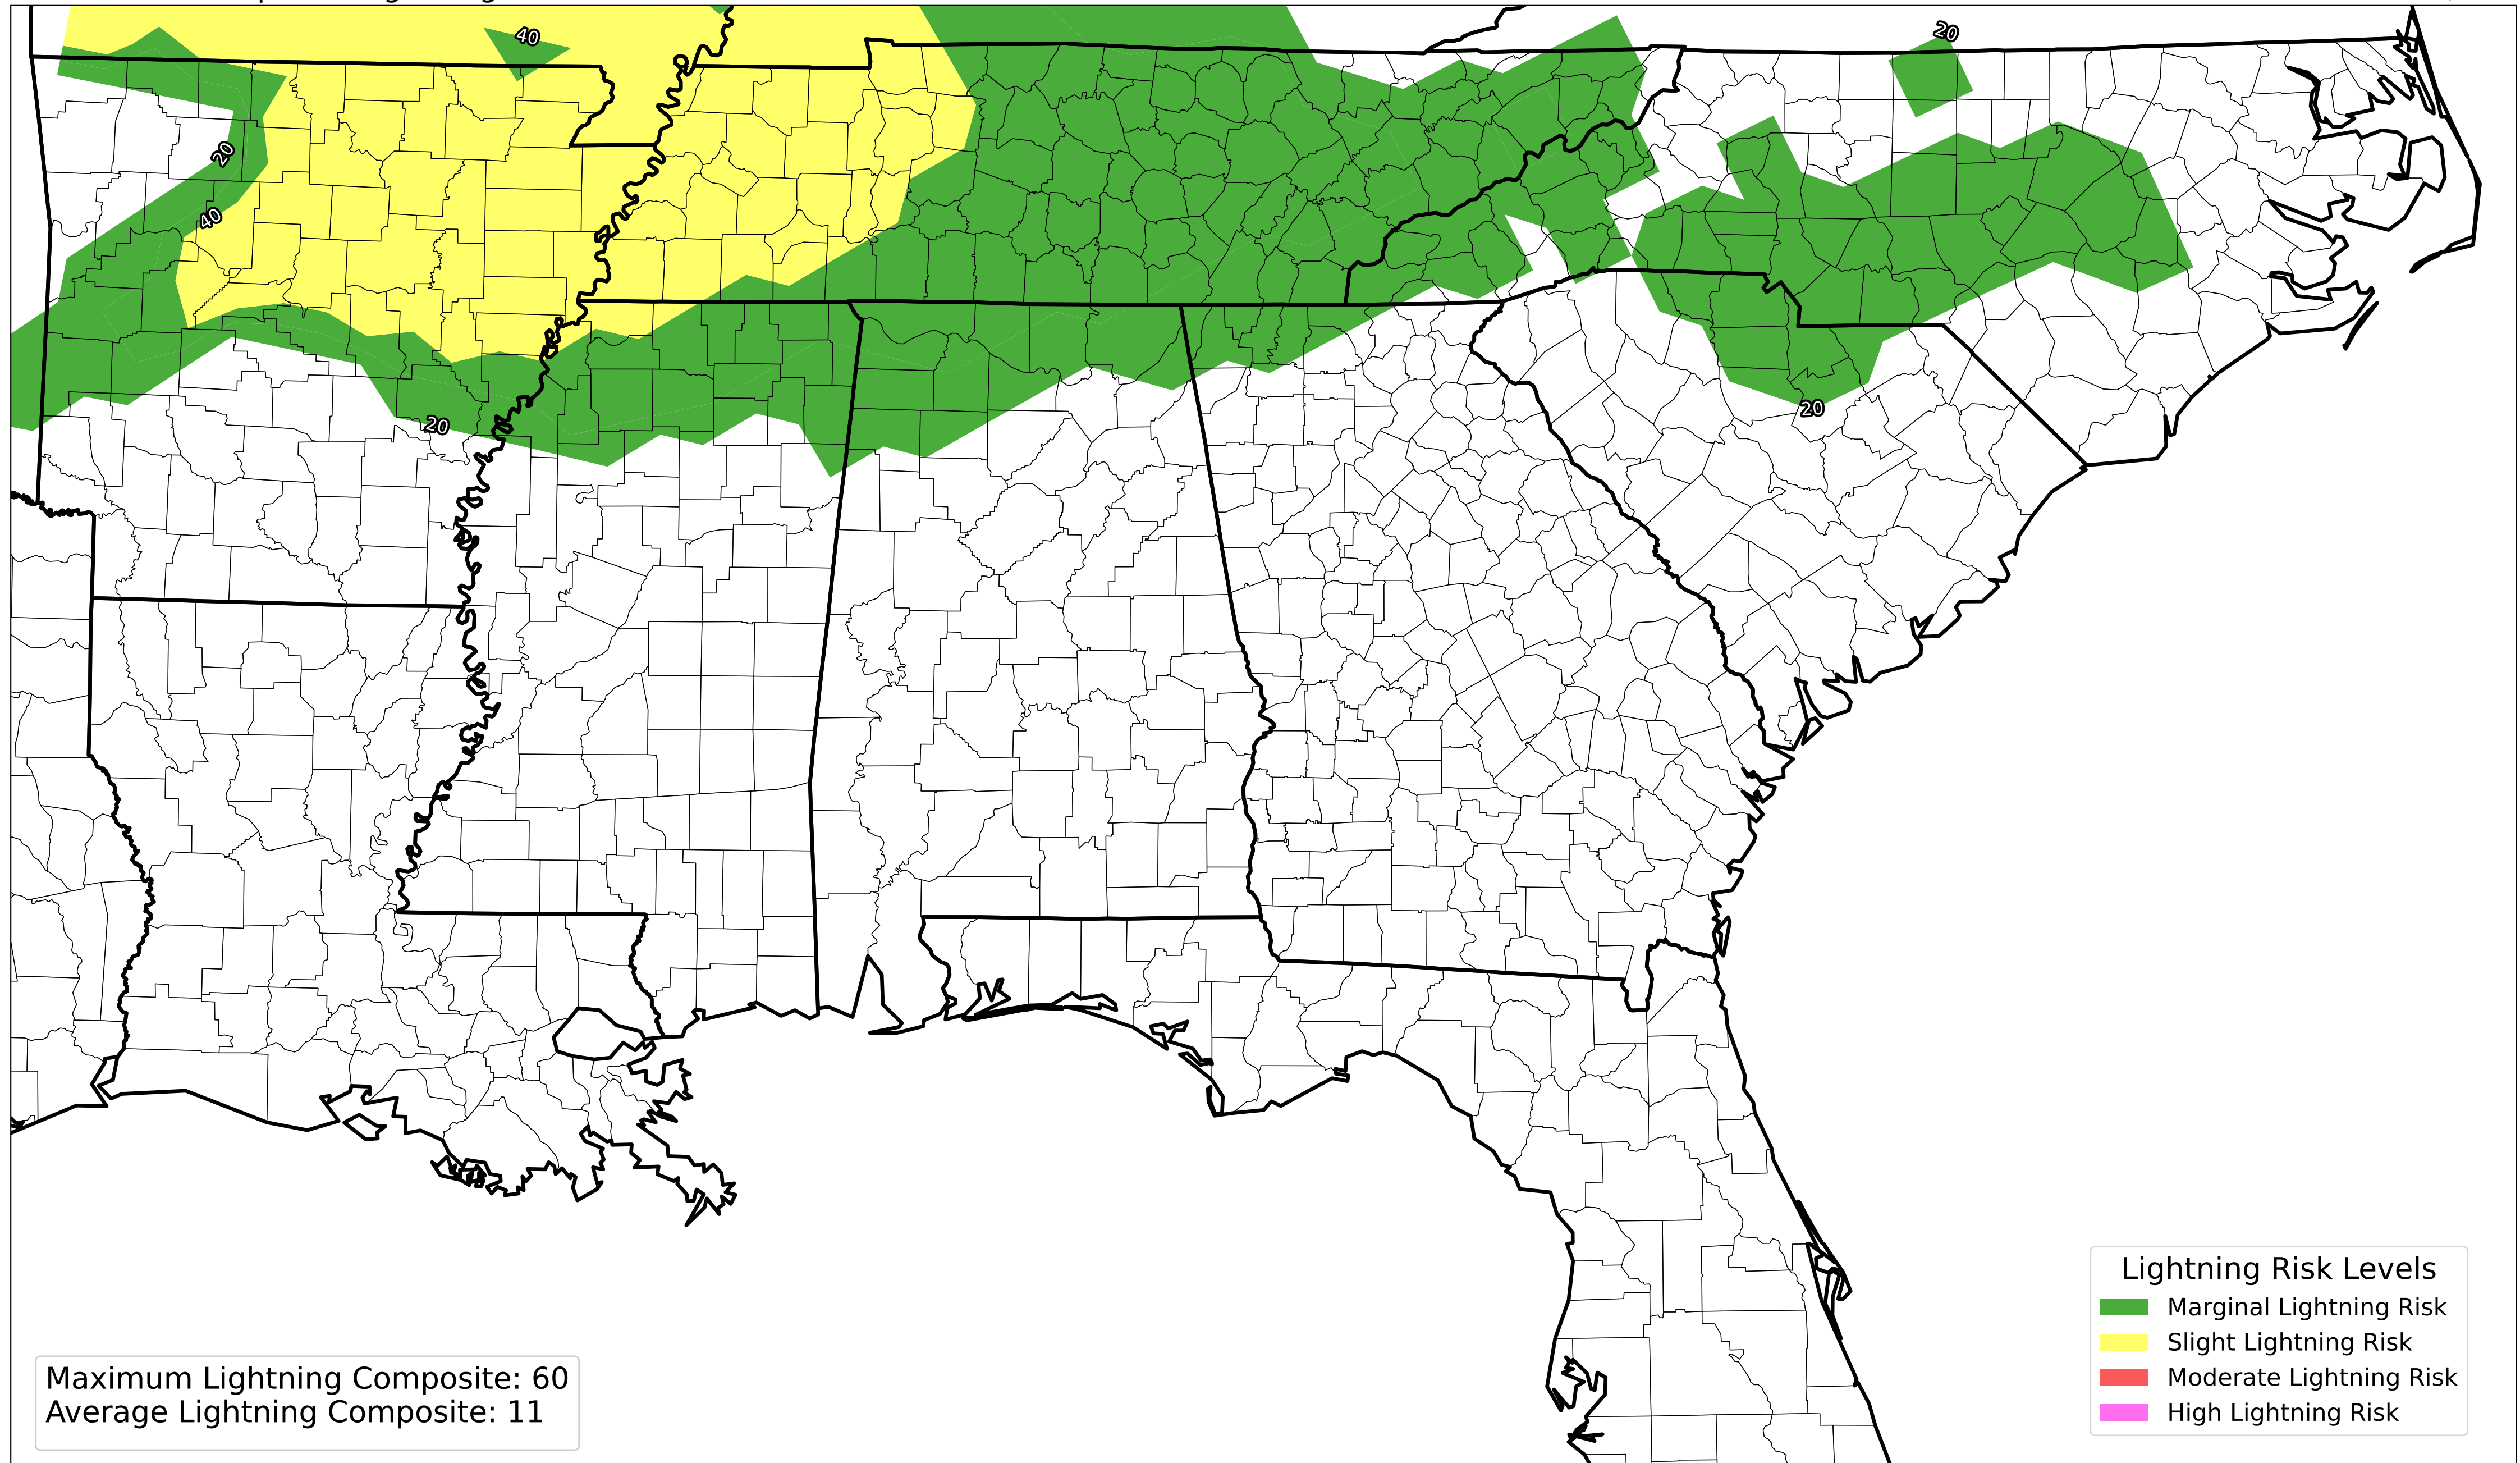 40
20
20
40
20
20
Lightning Risk Levels
Marginal Lightning Risk
Slight Lightning Risk
Moderate Lightning Risk
High Lightning Risk
Maximum Lightning Composite: 60
Average Lightning Composite: 11